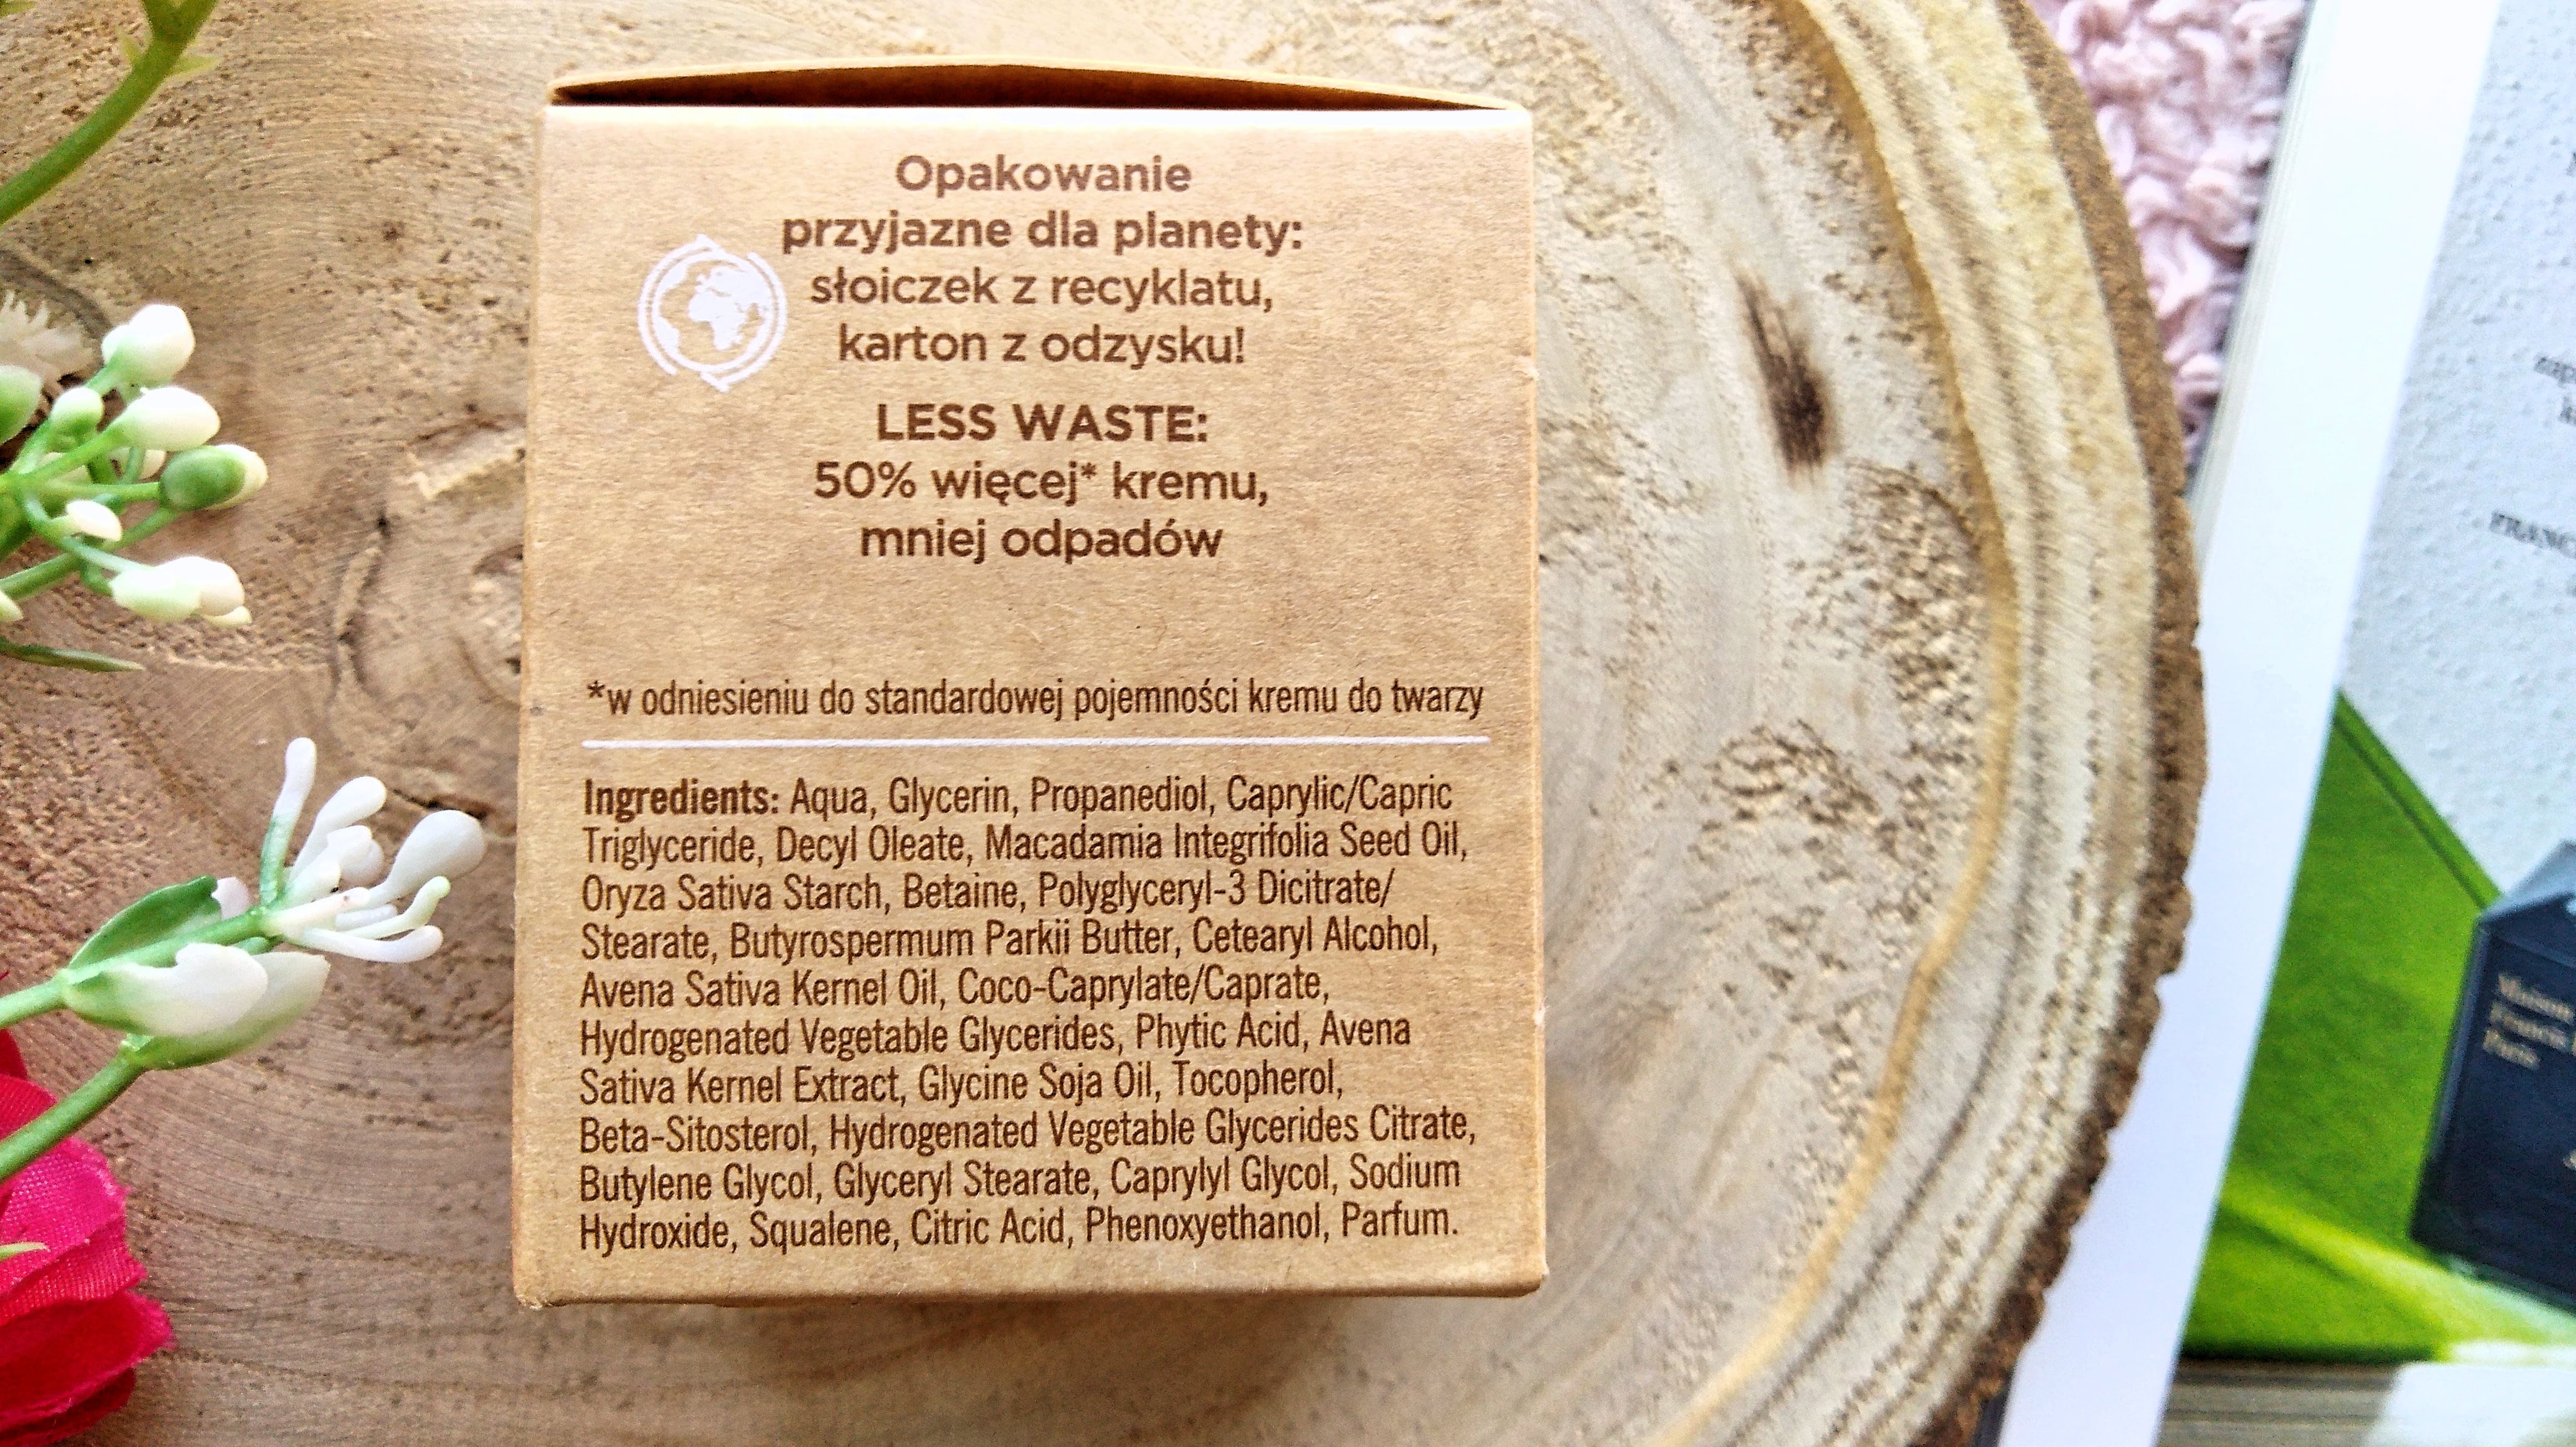 Opakowanie
przyjazne dla planety:
słoiczek z recyklatu,
karton z odzysku!
LESS WASTE:
50% więcej* kremu,
mniej odpadów
*w odniesieniu do standardowej pojemności kremu do twarzy
Ingredients: Aqua, Glycerin, Propanediol, Caprylic/Capric
Triglyceride, Decyl Oleate, Macadamia Integrifolia Seed Oil,
Oryza Sativa Starch, Betaine, Polyglyceryl-3 Dicitrate/
Stearate, Butyrospermum Parkii Butter, Cetearyl Alcohol,
Avena Sativa Kernel Oil, Coco-Caprylate/Caprate,
Hydrogenated Vegetable Glycerides, Phytic Acid, Avena
Sativa Kernel Extract, Glycine Soja Oil, Tocopherol,
Beta-Sitosterol, Hydrogenated Vegetable Glycerides Citrate,
Butylene Glycol, Glyceryl Stearate, Caprylyl Glycol, Sodium
Hydroxide, Squalene, Citric Acid, Phenoxyethanol, Parfum.
Paris